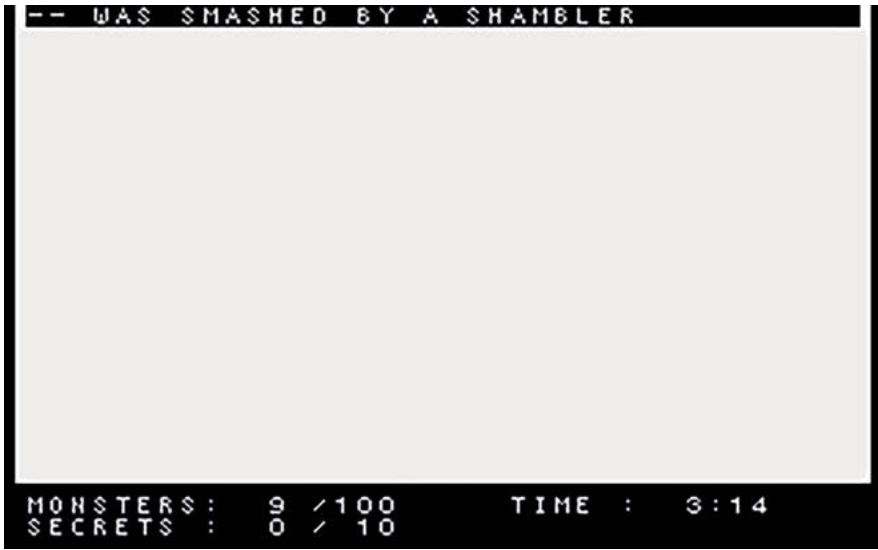 -- WAS SMASHED BY A SHAMBLER
MONSTERS: 9 /100 TIME : 3:14
SECRETS : 0 / 10